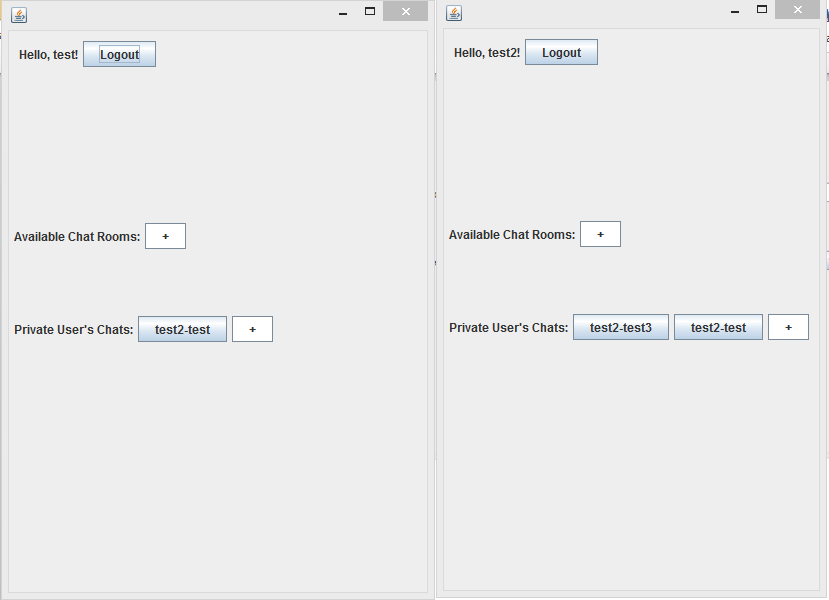 Hello, test! Logout
Available Chat Rooms: +
Private User's Chats: test2-test +
Hello, test2! Logout
Available Chat Rooms: +
Private User's Chats: test2-test3 test2-test +